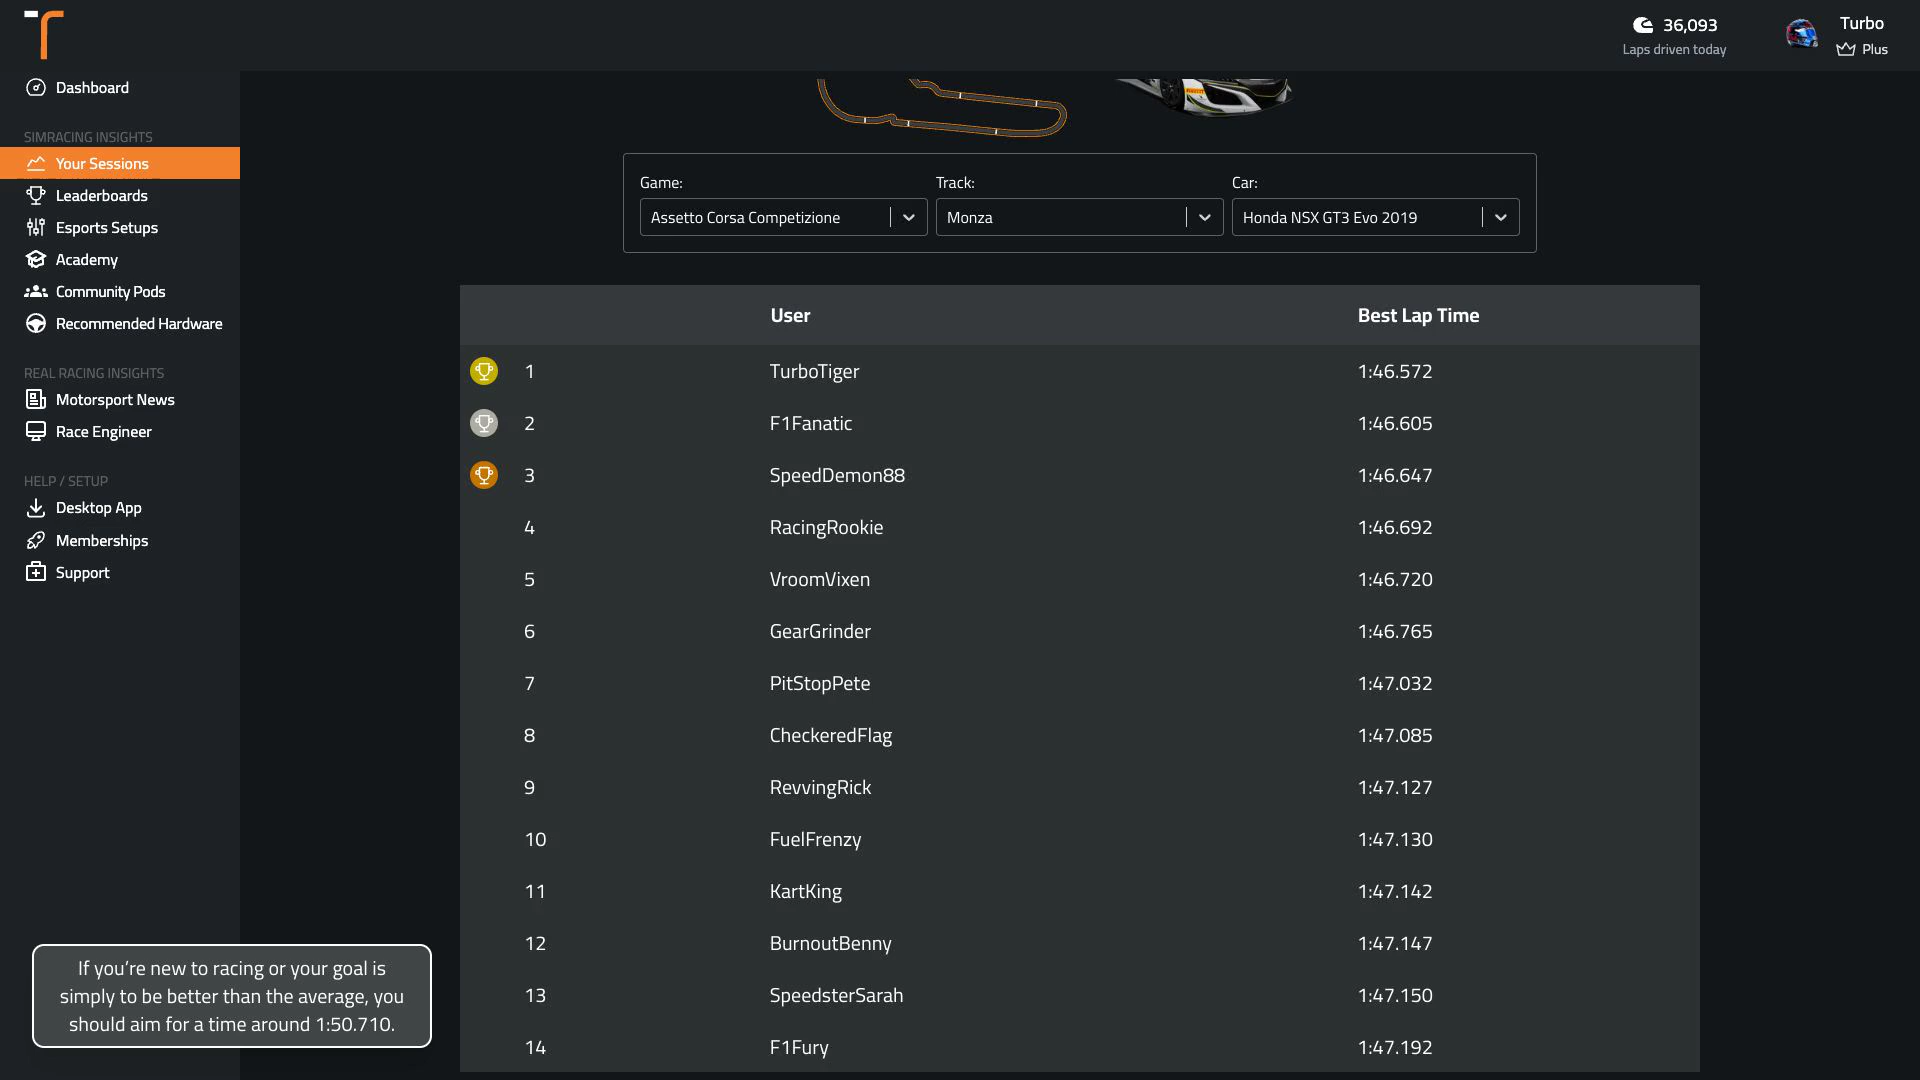 36,093
Laps driven today
Turbo
Plus
Dashboard
SIMRACING INSIGHTS
Your Sessions
Leaderboards
Esports Setups
Academy
Community Pods
Recommended Hardware
REAL RACING INSIGHTS
Motorsport News
Race Engineer
HELP / SETUP
Desktop App
Memberships
Support
If you’re new to racing or your goal is
simply to be better than the average, you
should aim for a time around 1:50.710.
Game: Track: Car:
Assetto Corsa Competizione Monza Honda NSX GT3 Evo 2019
User Best Lap Time
1 TurboTiger 1:46.572
2 F1Fanatic 1:46.605
3 SpeedDemon88 1:46.647
4 RacingRookie 1:46.692
5 VroomVixen 1:46.720
6 GearGrinder 1:46.765
7 PitStopPete 1:47.032
8 CheckeredFlag 1:47.085
9 RevvingRick 1:47.127
10 FuelFrenzy 1:47.130
11 KartKing 1:47.142
12 BurnoutBenny 1:47.147
13 SpeedsterSarah 1:47.150
14 F1Fury 1:47.192